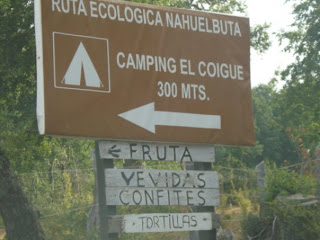 RUTA ECOLOGICA NAHUELBUTA
CAMPING EL COIGUE
300 MTS.
FRUTA
VEVIDAS
CONFITES
TORTILLAS